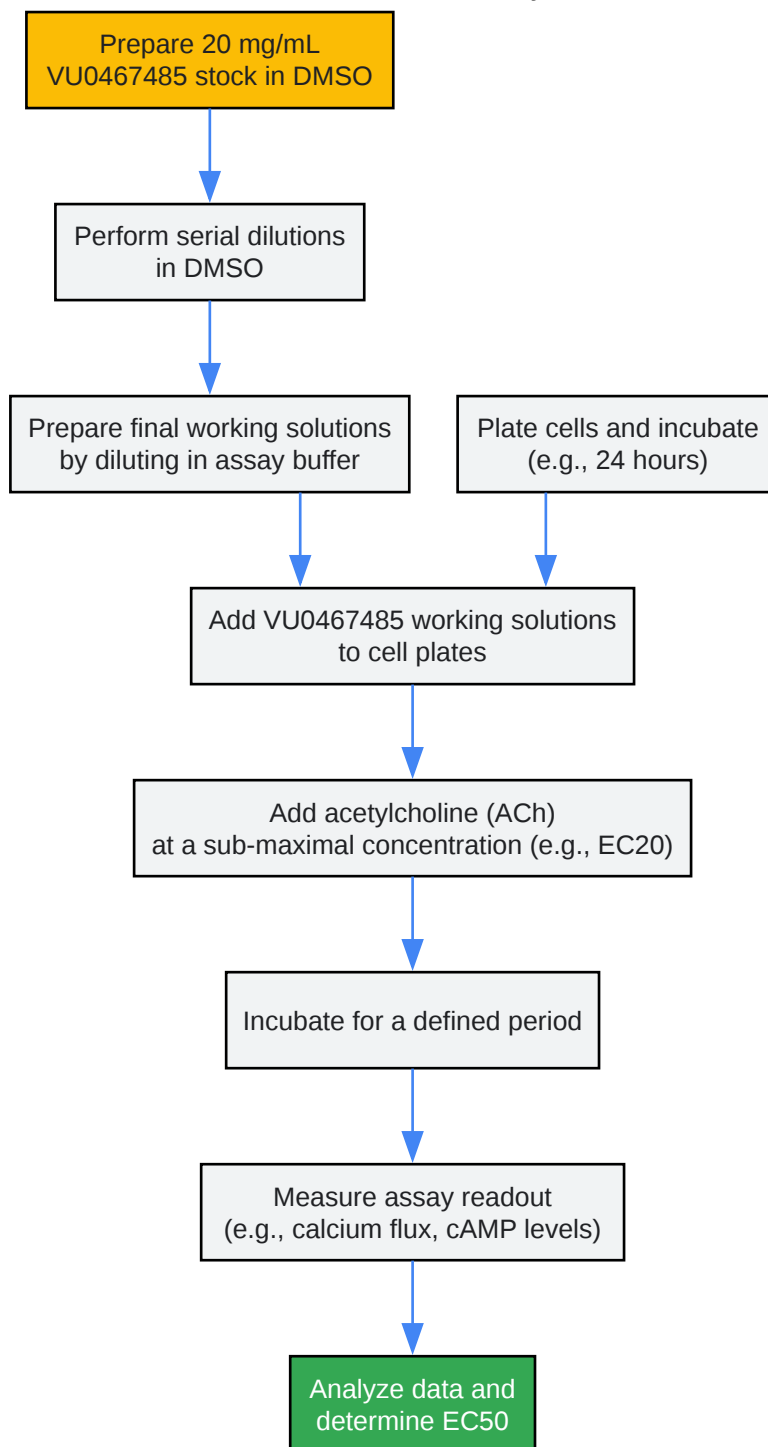 Prepare 20 mg/mL
VU0467485 stock in DMSO
Perform serial dilutions
in DMSO
Prepare final working solutions
by diluting in assay buffer
Plate cells and incubate
(e.g., 24 hours)
Add VU0467485 working solutions
to cell plates
Add acetylcholine (ACh)
at a sub-maximal concentration (e.g., EC20)
Incubate for a defined period
Measure assay readout
(e.g., calcium flux, cAMP levels)
Analyze data and
determine EC50